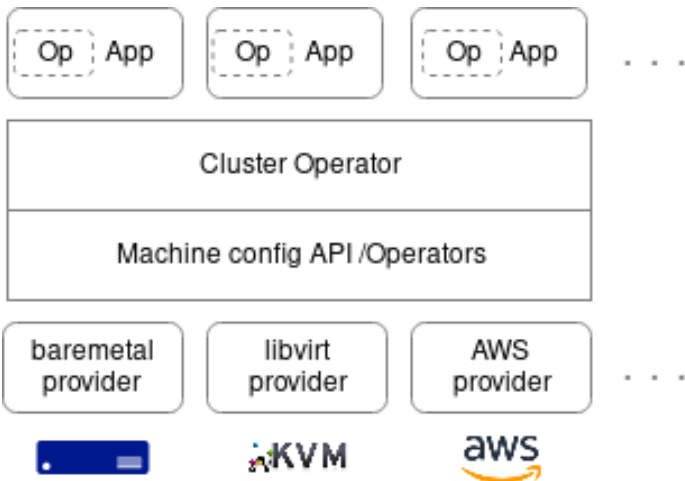 Op App Op App Op App . . .
Cluster Operator
Machine config API /Operators
baremetal provider
libvirt provider
AWS provider
. . .
KVM
aws